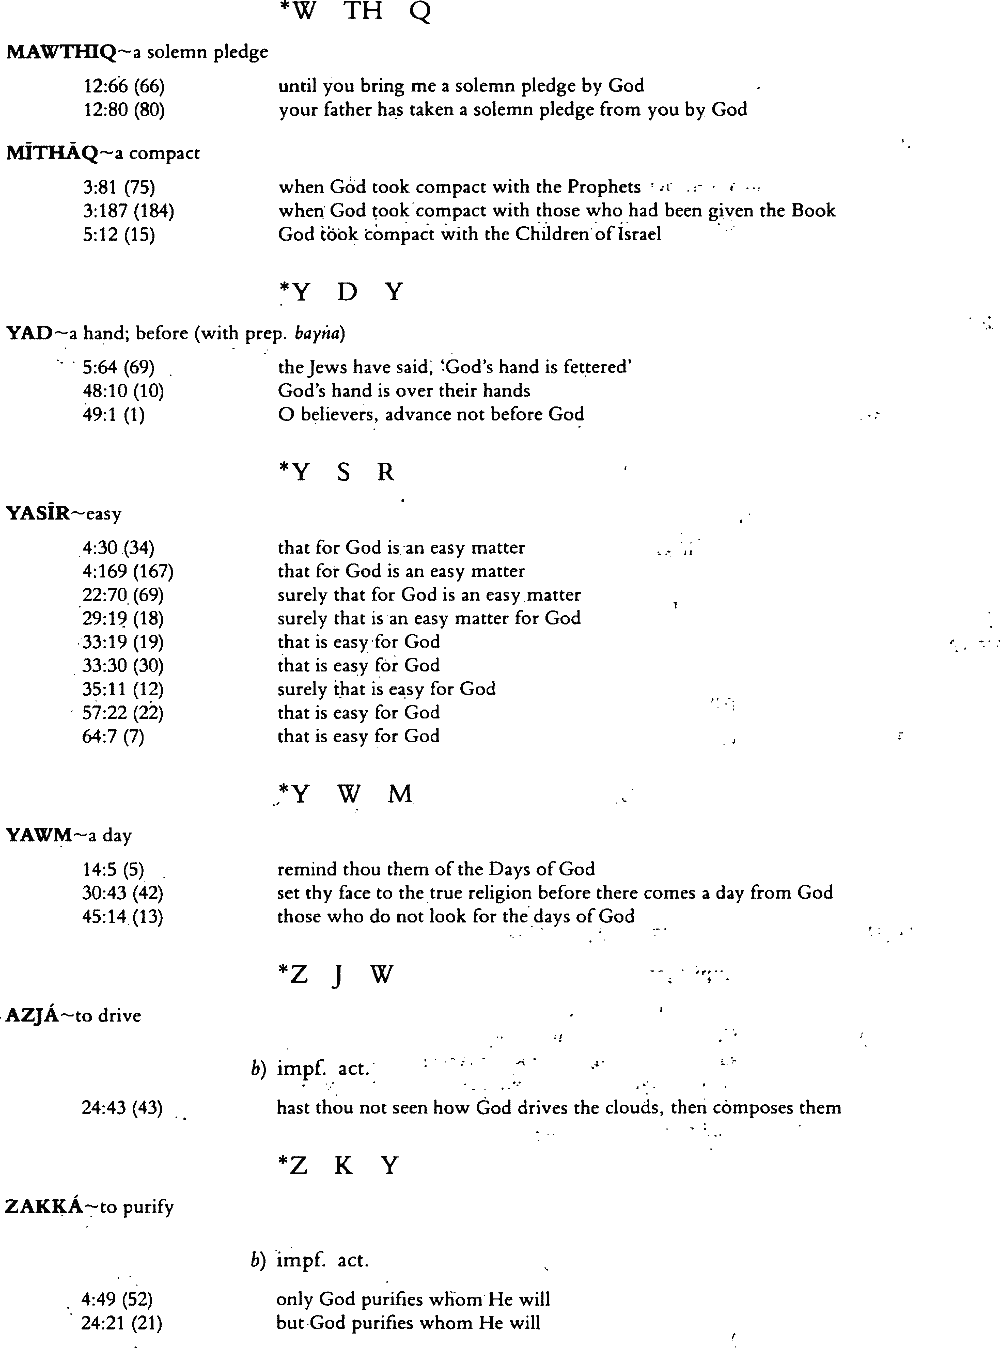 *W TH Q
MAWTHIQ~a solemn pledge
12:66 (66) until you bring me a solemn pledge by God
12:80 (80) your father has taken a solemn pledge from you by God
MĪTHĀQ~a compact
3:81 (75) when God took compact with the Prophets
3:187 (184) when God took compact with those who had been given the Book
5:12 (15) God took compact with the Children of Israel
*Y D Y
YAD~a hand; before (with prep. bayna)
5:64 (69) the Jews have said, 'God's hand is fettered'
48:10 (10) God's hand is over their hands
49:1 (1) O believers, advance not before God
*Y S R
YASĪR~easy
4:30 (34) that for God is an easy matter
4:169 (167) that for God is an easy matter
22:70 (69) surely that for God is an easy matter
29:19 (18) surely that is an easy matter for God
33:19 (19) that is easy for God
33:30 (30) that is easy for God
35:11 (12) surely that is easy for God
57:22 (22) that is easy for God
64:7 (7) that is easy for God
*Y W M
YAWM~a day
14:5 (5) remind thou them of the Days of God
30:43 (42) set thy face to the true religion before there comes a day from God
45:14 (13) those who do not look for the days of God
*Z J W
AZJÁ~to drive
b) impf. act.
24:43 (43) hast thou not seen how God drives the clouds, then composes them
*Z K Y
ZAKKÁ~to purify
b) impf. act.
4:49 (52) only God purifies whom He will
24:21 (21) but God purifies whom He will